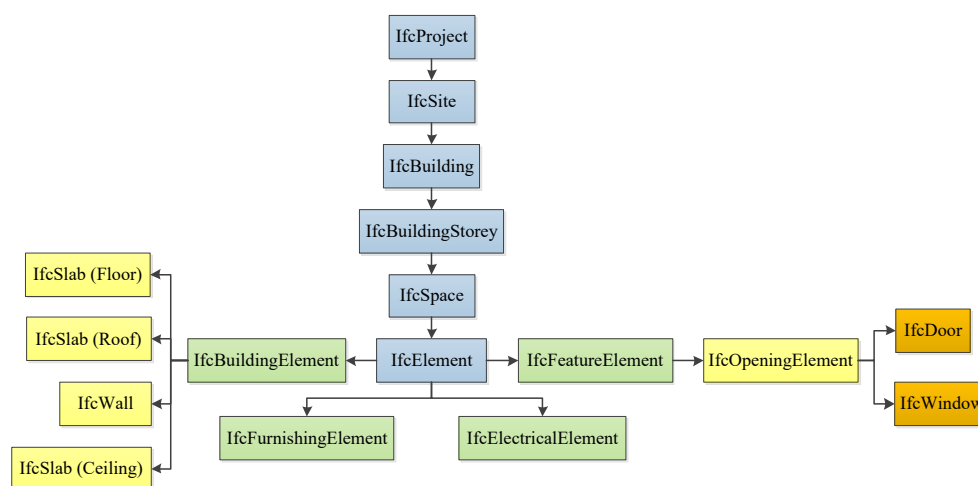 IfcProject
IfcSite
IfcBuilding
IfcBuildingStorey
IfcSlab (Floor)
IfcSpace
IfcDoor
IfcSlab (Roof)
IfcBuildingElement
IfcElement
IfcFeatureElement
IfcOpeningElement
IfcWall
IfcWindow
IfcFurnishingElement
IfcElectricalElement
IfcSlab (Ceiling)